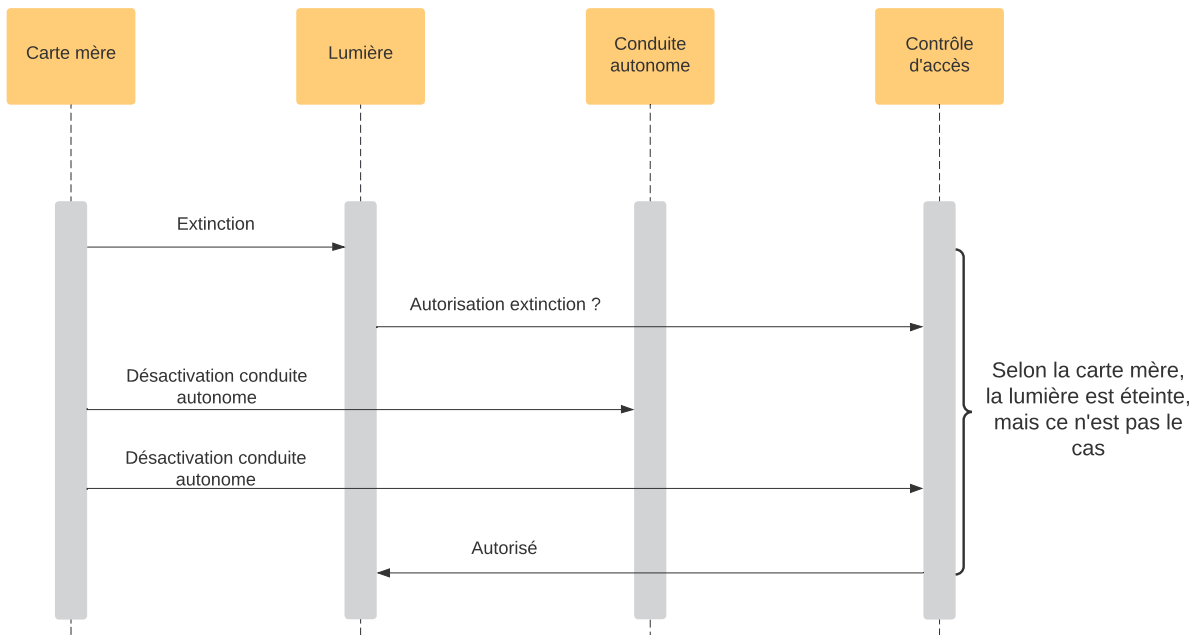 Carte mère
Lumière
Conduite
autonome
Contrôle
d'accès
Extinction
Autorisation extinction ?
Désactivation conduite
autonome
Désactivation conduite
autonome
Autorisé
Selon la carte mère,
la lumière est éteinte,
mais ce n'est pas le
cas